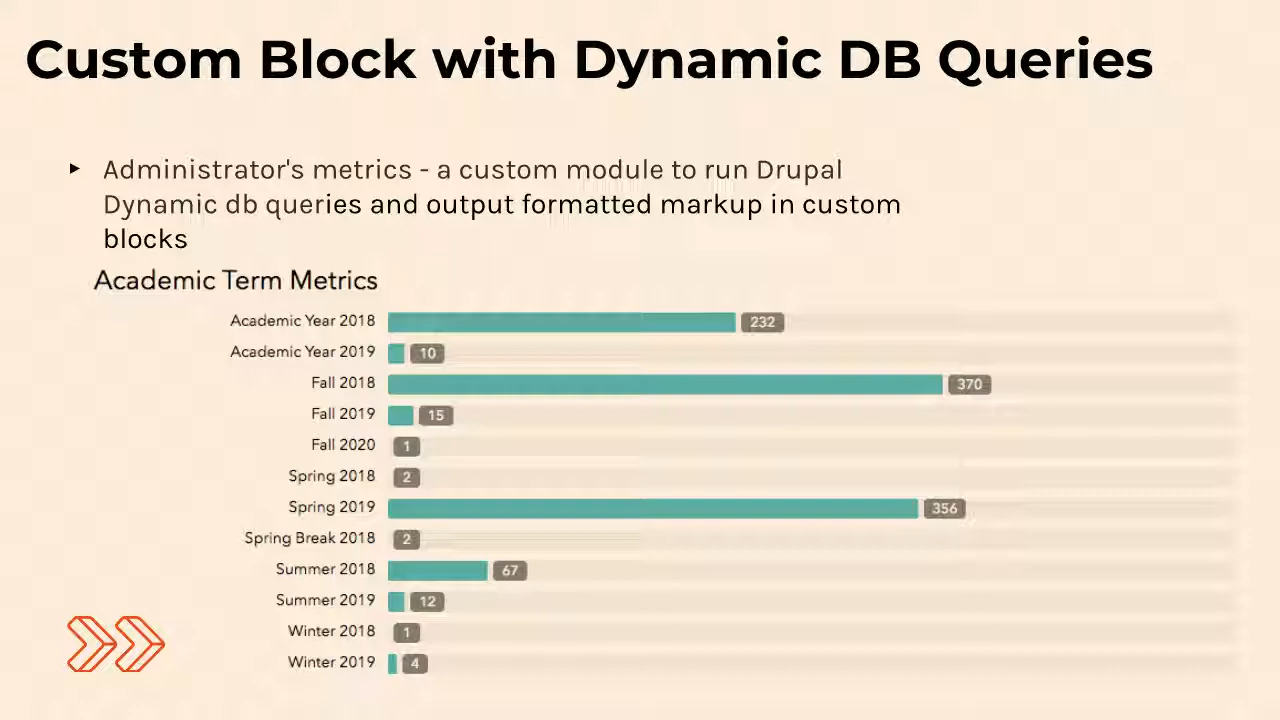 Custom Block with Dynamic DB Queries
▸ Administrator's metrics - a custom module to run Drupal
Dynamic db queries and output formatted markup in custom
blocks
Academic Term Metrics
Academic Year 2018 232
Academic Year 2019 10
Fall 2018 370
Fall 2019 15
Fall 2020 1
Spring 2018 2
Spring 2019 356
Spring Break 2018 2
Summer 2018 67
Summer 2019 12
Winter 2018 1
Winter 2019 4